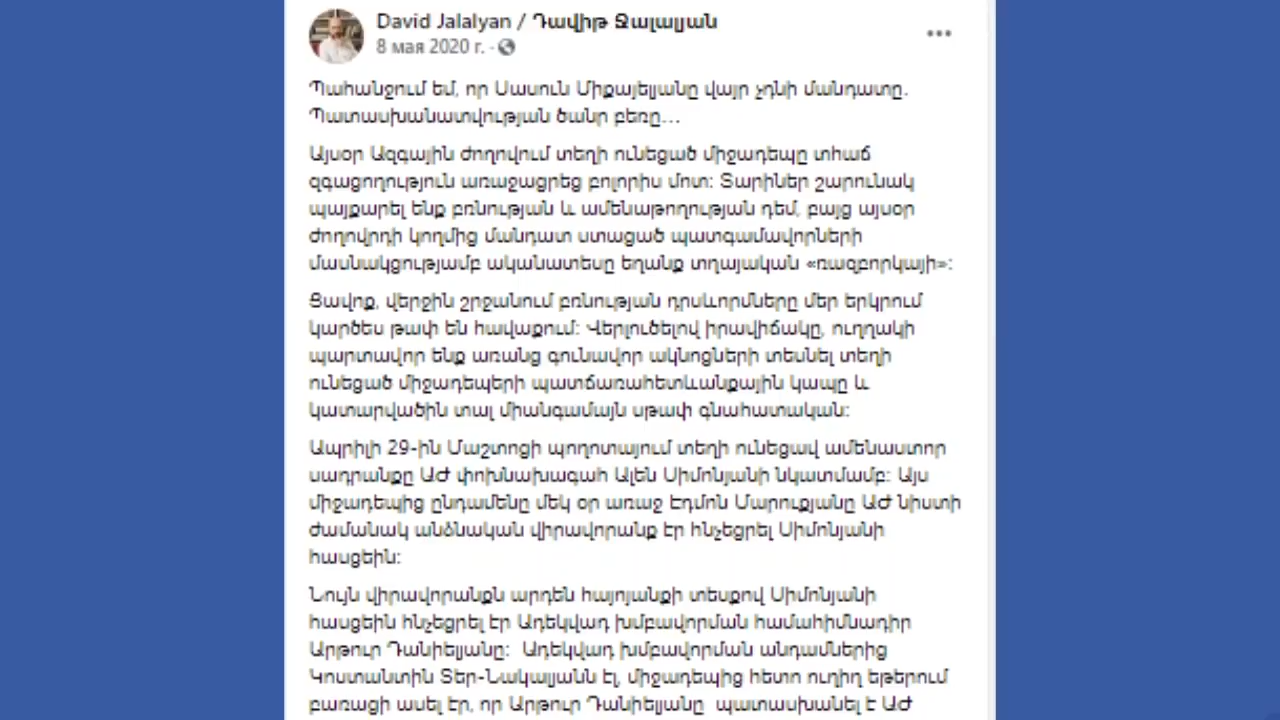 David Jalalyan / Դավիթ Ջալալյան
8 мая 2020 г. ·
Պահանջում եմ, որ Սասուն Միքայելյանը վայր չդնի մանդատը.
Պատասխանատվության ծանր բեռը...
Այսօր Ազգային ժողովում տեղի ունեցած միջադեպը տհաճ
զգացողություն առաջացրեց բոլորիս մոտ: Տարիներ շարունակ
պայքարել ենք բռնության և ամենաթողության դեմ, բայց այսօր
ժողովրդի կողմից մանդատ ստացած պատգամավորների
մասնակցությամբ ականատեսը եղանք տղայական «ռազբորկայի»:
Ցավոք, վերջին շրջանում բռնության դրսևորմները մեր երկրում
կարծես թափ են հավաքում: Վերլուծելով իրավիճակը, ուղղակի
պարտավոր ենք առանց գունավոր ակնոցների տեսնել տեղի
ունեցած միջադեպերի պատճառահետևանքային կապը և
կատարվածին տալ միանգամայն սթափ գնահատական:
Ապրիլի 29-ին Մաշտոցի պողոտայում տեղի ունեցավ ամենաստոր
սադրանքը ԱԺ փոխնախագահ Ալեն Սիմոնյանի նկատմամբ: Այս
միջադեպից ընդամենը մեկ օր առաջ Էդմոն Մարուքյանը ԱԺ նիստի
ժամանակ անձնական վիրավորանք էր հնչեցրել Սիմոնյանի
հասցեին:
Նույն վիրավորանքն արդեն հայոյանքի տեսքով Սիմոնյանի
հասցեին հնչեցրել էր Ադեկվադ խմբավորման համահիմնադիր
Արթուր Դանիելյանը: Ադեկվադ խմբավորման անդամներից
Կոստանտին Տեր-Նակալյանն էլ, միջադեպից հետո ուղիղ եթերում
բառացի ասել էր, որ Արթուր Դանիելյանը պատասխանել է ԱԺ